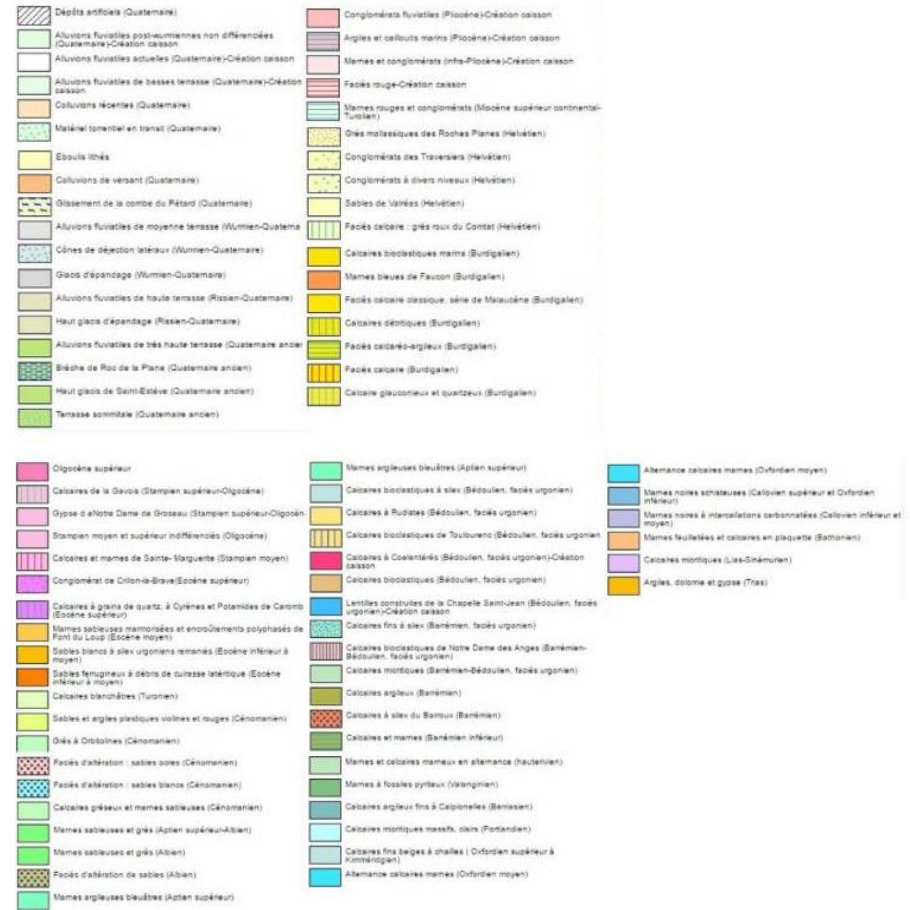 Dépôts artificiels (Quaternaire)
Alluvions fluviatiles post-wurmiennes non différenciées
(Quaternaire)-Création caisson
Alluvions fluviatiles actuelles (Quaternaire)-Création caisson
Alluvions fluviatiles de basses terrasse (Quaternaire)-Création
caisson
Colluvions récentes (Quaternaire)
Matériel torrentiel en transit (Quaternaire)
Eboulis lithés
Colluvions de versant (Quaternaire)
Glissement de la combe du Pétard (Quaternaire)
Alluvions fluviatiles de moyenne terrasse (Wurmien-Quaterna
Cônes de déjection latéraux (Wurmien-Quaternaire)
Glacis d'épandage (Wurmien-Quaternaire)
Alluvions fluviatiles de haute terrasse (Rissien-Quaternaire)
Haut glacis d'épandage (Rissien-Quaternaire)
Alluvions fluviatiles de très haute terrasse (Quaternaire ancier
Brèche de Roc de la Plane (Quaternaire ancien)
Haut glacis de Saint-Estève (Quaternaire ancien)
Terrasse sommitale (Quaternaire ancien)
Conglomérats fluviatiles (Pliocène)-Création caisson
Argiles et cailloutis marins (Pliocène)-Création caisson
Marnes et conglomérats (infra-Pliocène)-Création caisson
Faciès rouge-Création caisson
Marnes rouges et conglomérats (Miocène supérieur continental-
Turolien)
Grès mollassiques des Roches Planes (Helvétien)
Conglomérats des Traversiers (Helvétien)
Conglomérats à divers niveaux (Helvétien)
Sables de Valréas (Helvétien)
Faciès calcaire : grès roux du Comtat (Helvétien)
Calcaires bioclastiques marins (Burdigalien)
Marnes bleues de Faucon (Burdigalien)
Faciès calcaire classique, série de Malaucène (Burdigalien)
Calcaires détritiques (Burdigalien)
Faciès calcaréo-argileux (Burdigalien)
Faciès calcaire (Burdigalien)
Calcaire glauconieux et quartzeux (Burdigalien)
Oligocène supérieur
Calcaires de la Gavois (Stampien supérieur-Oligocène)
Gypse d eNotre Dame de Groseau (Stampien supérieur-Oligocèn
Stampien moyen et supérieur indifférenciés (Oligocène)
Calcaires et marnes de Sainte- Marguerite (Stampien moyen)
Conglomérat de Crillon-la-Brave(Eocène supérieur)
Calcaires à grains de quartz, à Cyrènes et Potamides de Caromb
(Eocène supérieur)
Marnes sableuses marmorisées et encroûtements polyphasés de
Font du Loup (Eocène moyen)
Sables blancs à silex urgoniens remaniés (Eocène inférieur à
moyen)
Sables ferrugineux à débris de cuirasse latéritique (Eocène
inférieur à moyen)
Calcaires blanchâtres (Turonien)
Sables et argiles plastiques violines et rouges (Cénomanien)
Grès à Orbitolines (Cénomanien)
Faciès d'altération : sables ocres (Cénomanien)
Faciès d'altération : sables blancs (Cénomanien)
Calcaires gréseux et marnes sableuses (Cénomanien)
Marnes sableuses et grès (Aptien supérieur-Albien)
Marnes sableuses et grès (Albien)
Faciès d'altération de sables (Albien)
Marnes argileuses bleuâtres (Aptien supérieur)
Marnes argileuses bleuâtres (Aptien supérieur)
Calcaires bioclastiques à silex (Bédoulien, faciès urgonien)
Calcaires à Rudistes (Bédoulien, faciès urgonien)
Calcaires bioclastiques de Toulourenc (Bédoulien, faciès urgonien
Calcaires à Coelentérés (Bédoulien, faciès urgonien)-Création
caisson
Calcaires bioclastiques (Bédoulien, faciès urgonien)
Lentilles construites de la Chapelle Saint-Jean (Bédoulien, faciès
urgonien)-Création caisson
Calcaires fins à silex (Barrémien, faciès urgonien)
Calcaires bioclastiques de Notre Dame des Anges (Barrémien-
Bédoulien, faciès urgonien)
Calcaires micritiques (Barrémien-Bédoulien, faciès urgonien)
Calcaires argileux (Barrémien)
Calcaires à silex du Barroux (Barrémien)
Calcaires et marnes (Barrémien inférieur)
Marnes et calcaires marneux en alternance (hauterivien)
Marnes à fossiles pyriteux (Valanginien)
Calcaires argileux fins à Calpionelles (Berriasien)
Calcaires micritiques massifs, clairs (Portlandien)
Calcaires fins beiges à chailles ( Oxfordien supérieur à
Kimméridgien)
Alternance calcaires marnes (Oxfordien moyen)
Alternance calcaires marnes (Oxfordien moyen)
Marnes noires schisteuses (Callovien supérieur et Oxfordien
inférieur)
Marnes noires à intercallations carbonnatées (Callovien inférieur et
moyen)
Marnes feuilletées et calcaires en plaquette (Bathonien)
Calcaires micritiques (Lias-Sinémurien)
Argiles, dolomie et gypse (Trias)